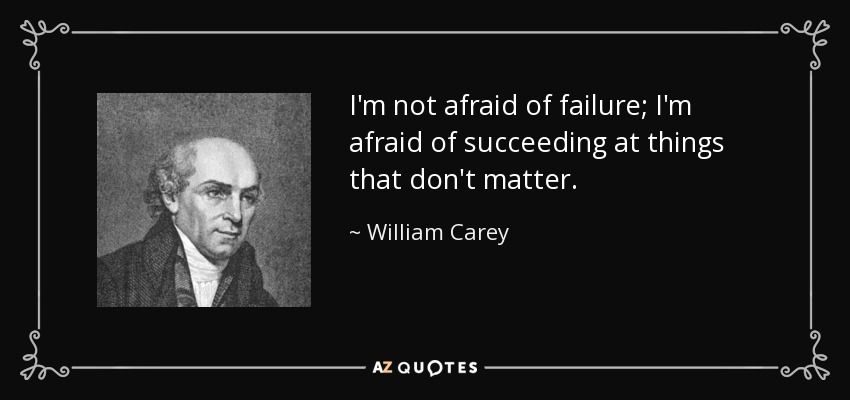 I'm not afraid of failure; I'm
afraid of succeeding at things
that don't matter.
~ William Carey
AZ QUOTES